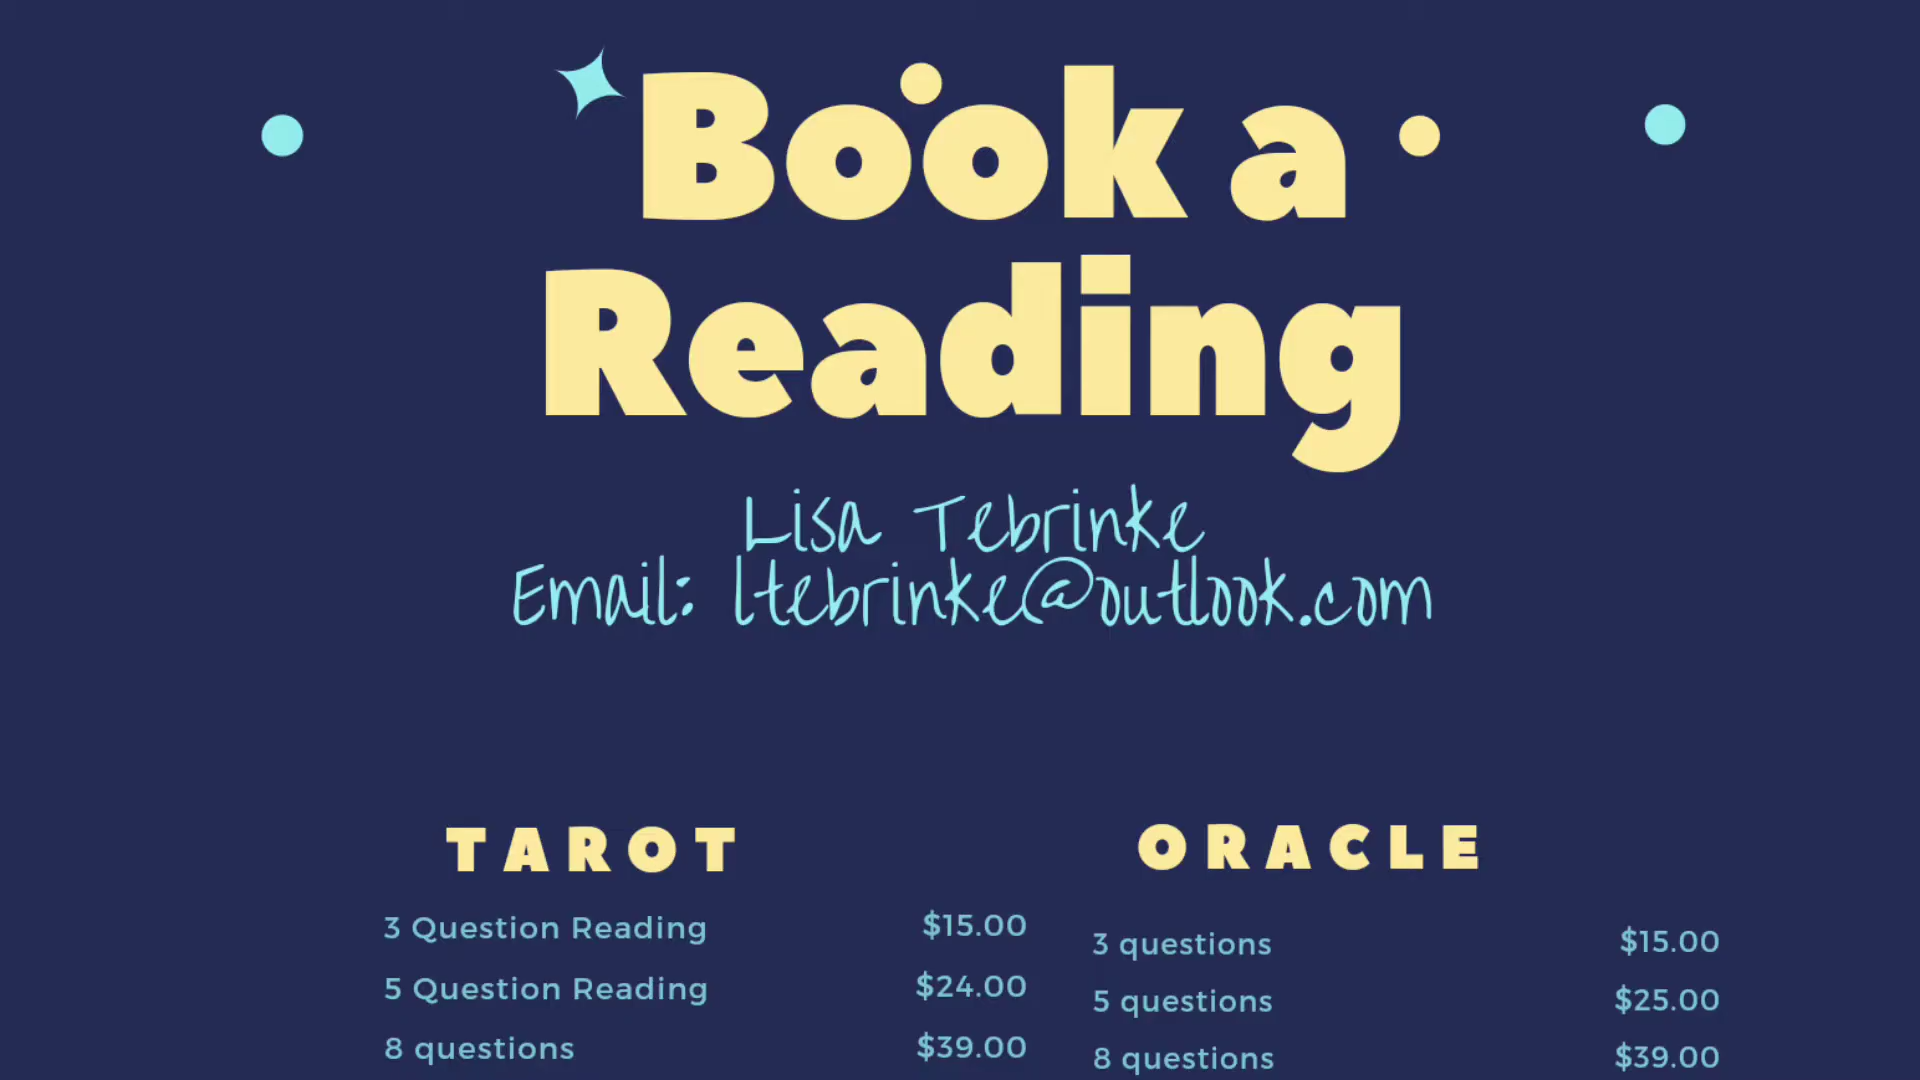 Book a
Reading
Lisa Tebrinke
Email: ltebrinke@outlook.com
TAROT
3 Question Reading $15.00
5 Question Reading $24.00
8 questions $39.00
ORACLE
3 questions $15.00
5 questions $25.00
8 questions $39.00